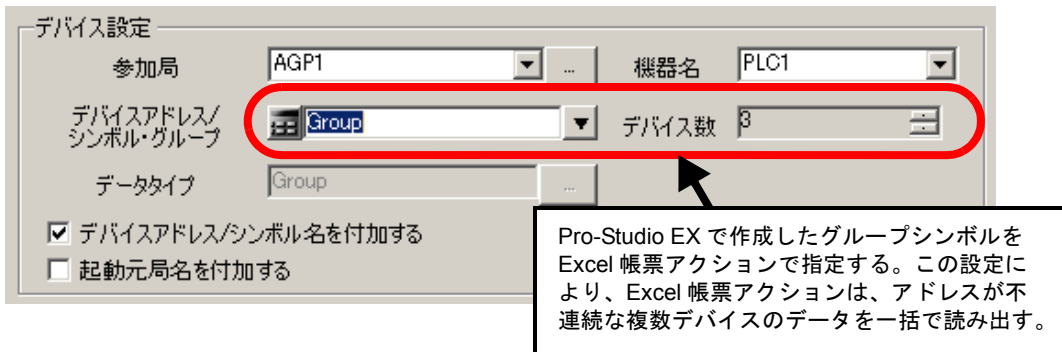 デバイス設定
参加局 AGP1 ... 機器名 PLC1
デバイスアドレス/
シンボル・グループ Group デバイス数 3
データタイプ Group ...
デバイスアドレス/シンボル名を付加する
起動元局名を付加する
Pro-Studio EX で作成したグループシンボルを
Excel 帳票アクションで指定する。この設定に
より、Excel 帳票アクションは、アドレスが不
連続な複数デバイスのデータを一括で読み出す。